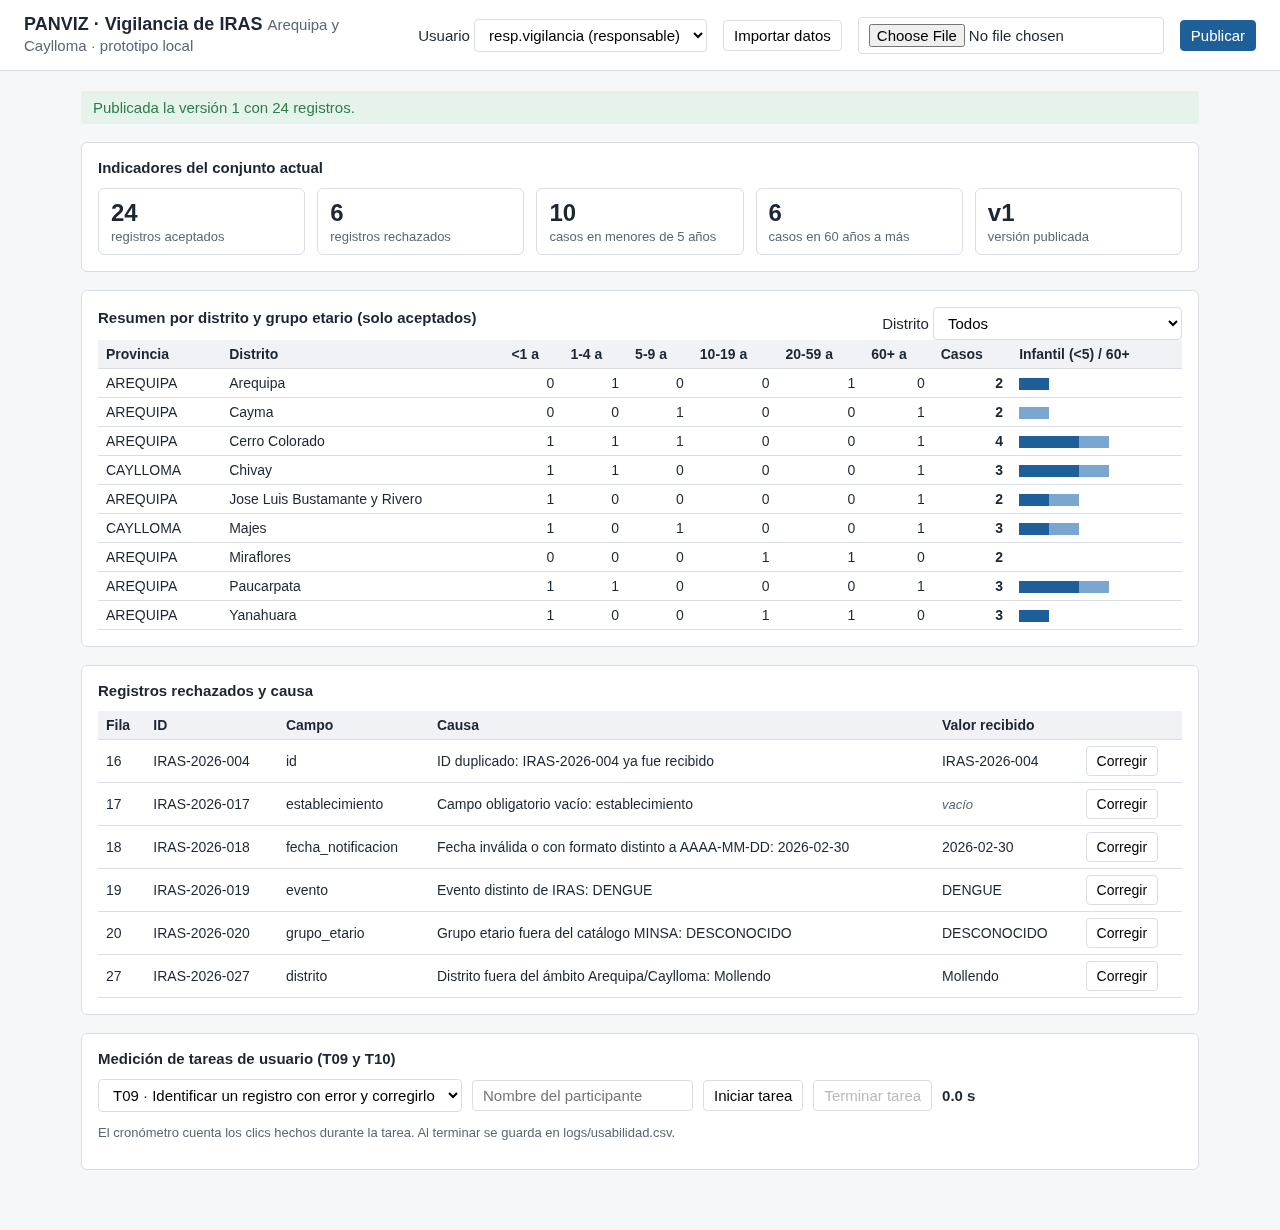 PANVIZ · Vigilancia de IRAS Arequipa y
Caylloma · prototipo local
Usuario resp.vigilancia (responsable) Importar datos Choose File No file chosen Publicar
Publicada la versión 1 con 24 registros.
Indicadores del conjunto actual
24 6 10 6 v1
registros aceptados registros rechazados casos en menores de 5 años casos en 60 años a más versión publicada
Resumen por distrito y grupo etario (solo aceptados) Distrito Todos
Provincia Distrito <1 a 1-4 a 5-9 a 10-19 a 20-59 a 60+ a Casos Infantil (<5) / 60+
AREQUIPA Arequipa 0 1 0 0 1 0 2
AREQUIPA Cayma 0 0 1 0 0 1 2
AREQUIPA Cerro Colorado 1 1 1 0 0 1 4
CAYLLOMA Chivay 1 1 0 0 0 1 3
AREQUIPA Jose Luis Bustamante y Rivero 1 0 0 0 0 1 2
CAYLLOMA Majes 1 0 1 0 0 1 3
AREQUIPA Miraflores 0 0 0 1 1 0 2
AREQUIPA Paucarpata 1 1 0 0 0 1 3
AREQUIPA Yanahuara 1 0 0 1 1 0 3
Registros rechazados y causa
Fila ID Campo Causa Valor recibido
16 IRAS-2026-004 id ID duplicado: IRAS-2026-004 ya fue recibido IRAS-2026-004 Corregir
17 IRAS-2026-017 establecimiento Campo obligatorio vacío: establecimiento vacío Corregir
18 IRAS-2026-018 fecha_notificacion Fecha inválida o con formato distinto a AAAA-MM-DD: 2026-02-30 2026-02-30 Corregir
19 IRAS-2026-019 evento Evento distinto de IRAS: DENGUE DENGUE Corregir
20 IRAS-2026-020 grupo_etario Grupo etario fuera del catálogo MINSA: DESCONOCIDO DESCONOCIDO Corregir
27 IRAS-2026-027 distrito Distrito fuera del ámbito Arequipa/Caylloma: Mollendo Mollendo Corregir
Medición de tareas de usuario (T09 y T10)
T09 · Identificar un registro con error y corregirlo Nombre del participante Iniciar tarea Terminar tarea 0.0 s
El cronómetro cuenta los clics hechos durante la tarea. Al terminar se guarda en logs/usabilidad.csv.